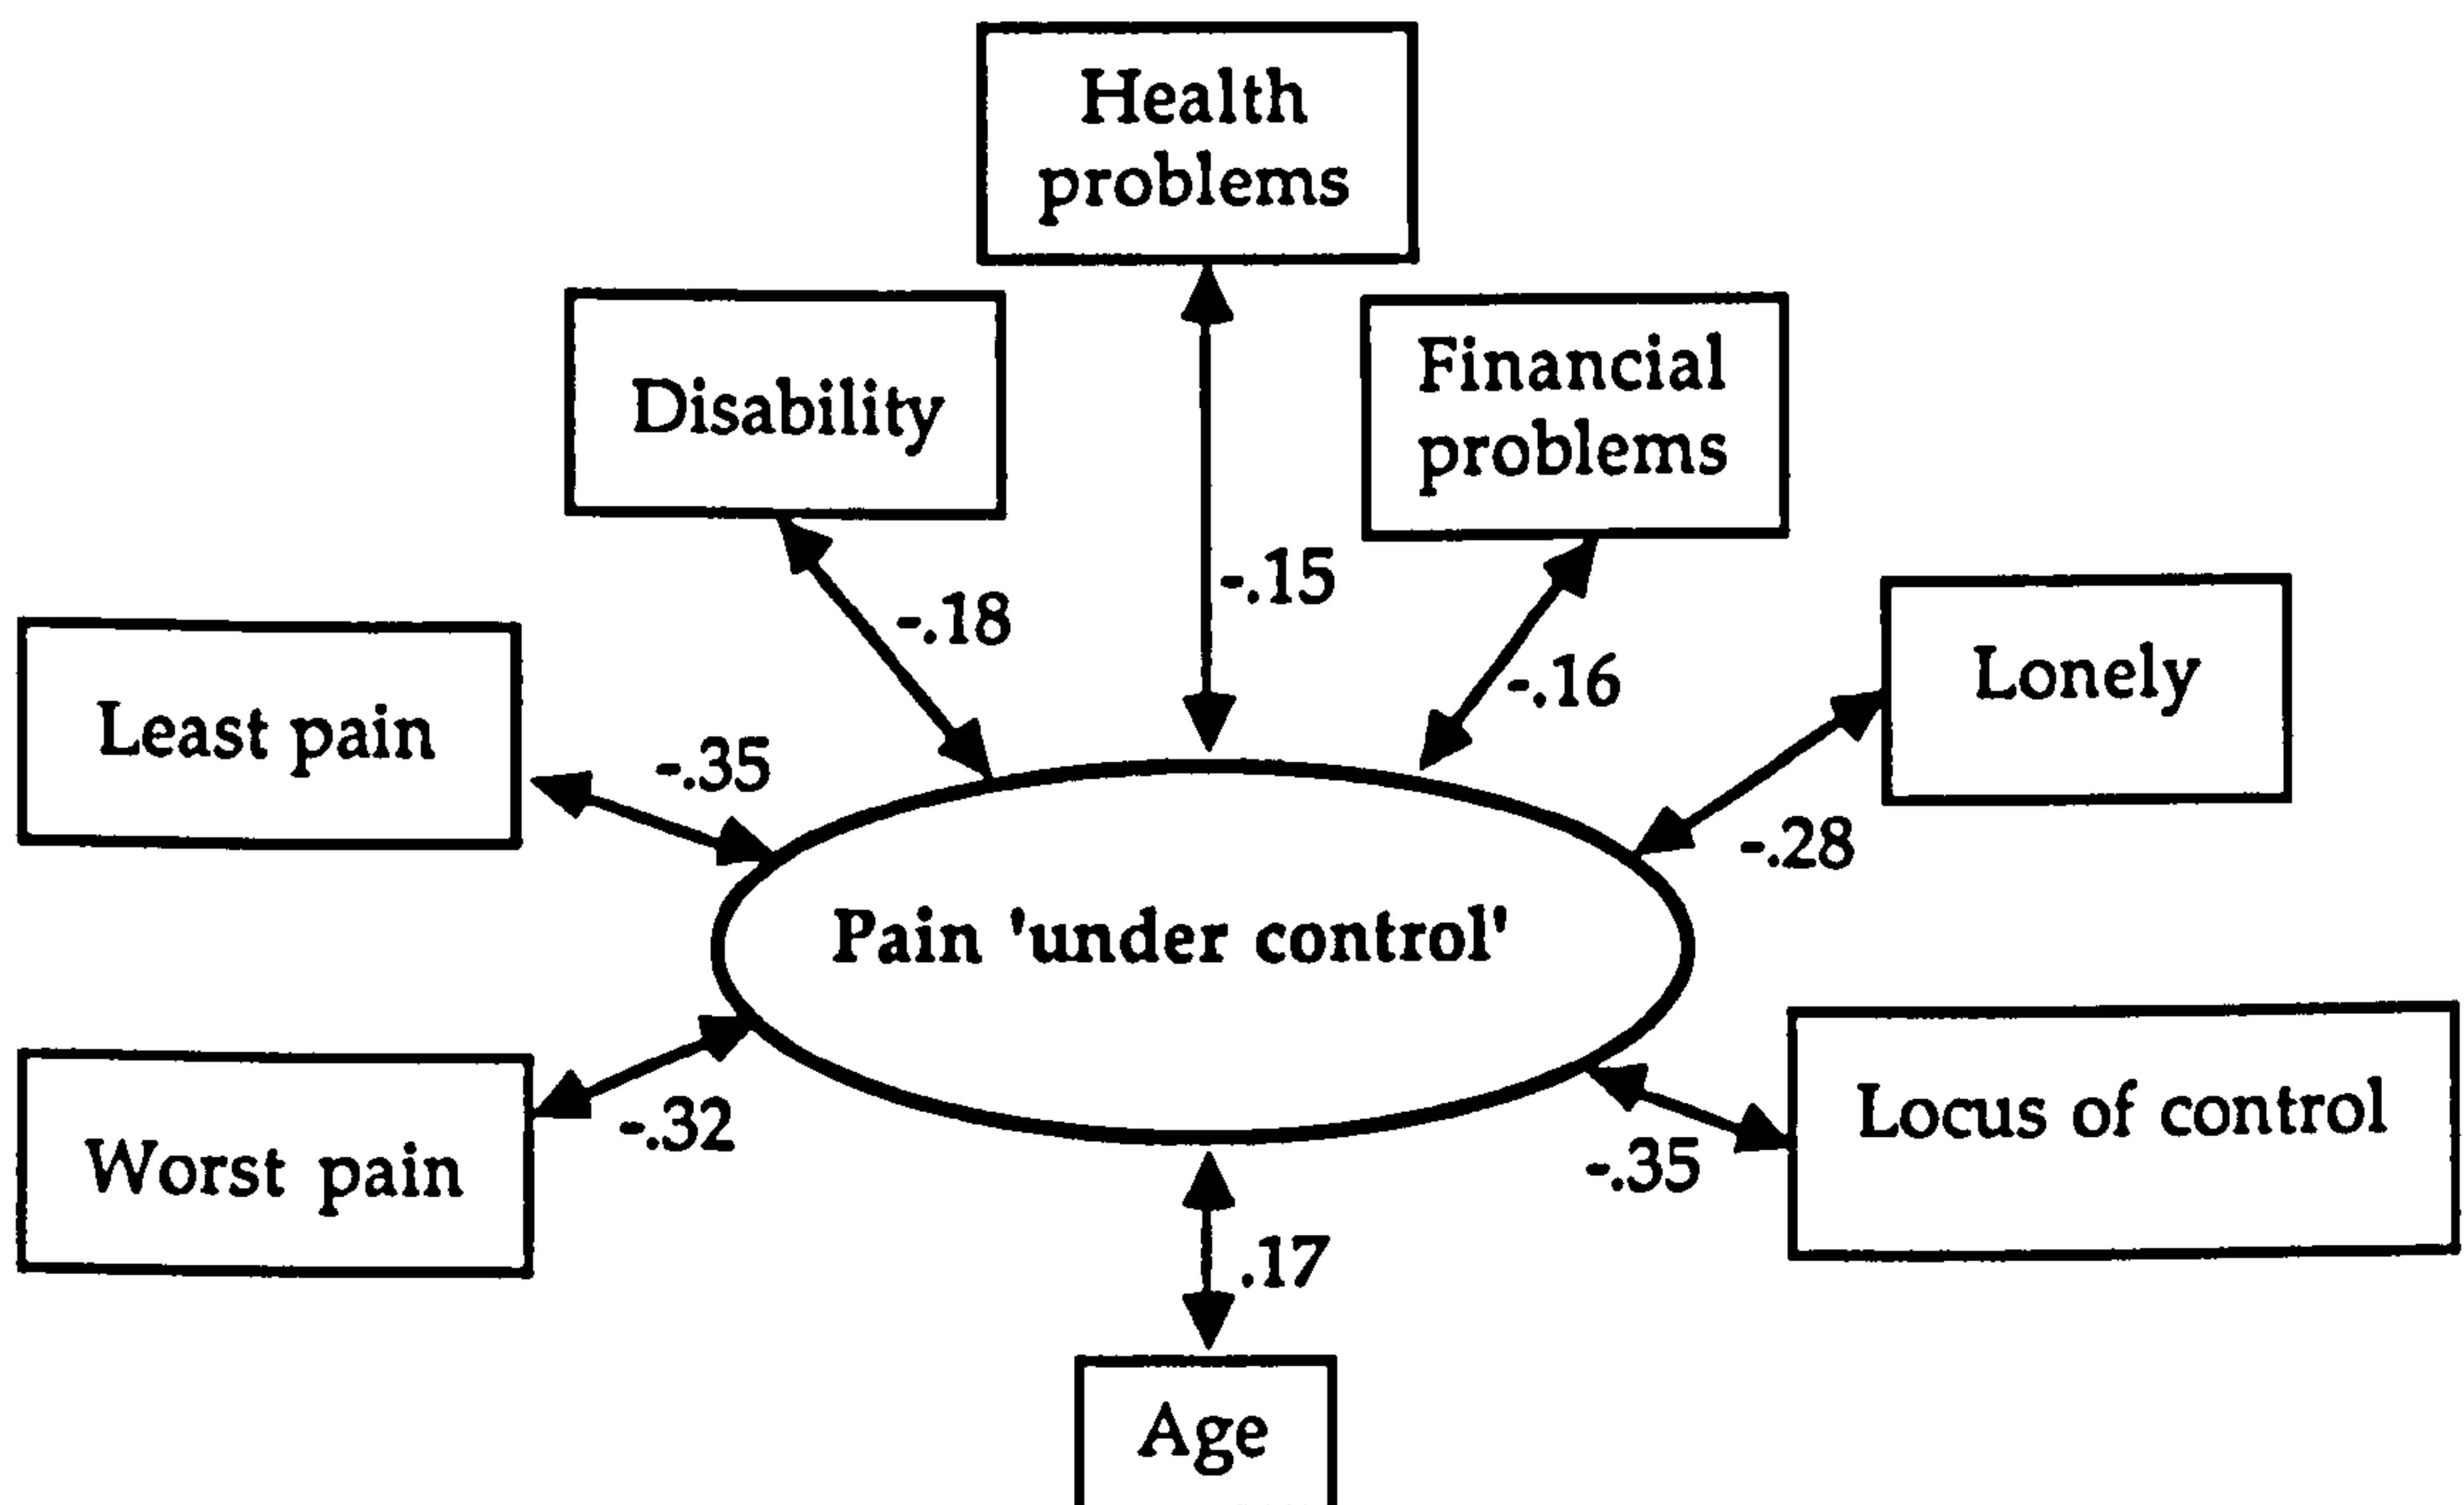 Health
problems
Disability
Financial
problems
-.15
-.18
-.16
Lonely
Least pain
-.35
-.28
Pain 'under control'
Locus of control
Worst pain
-.32
-.35
.17
Age